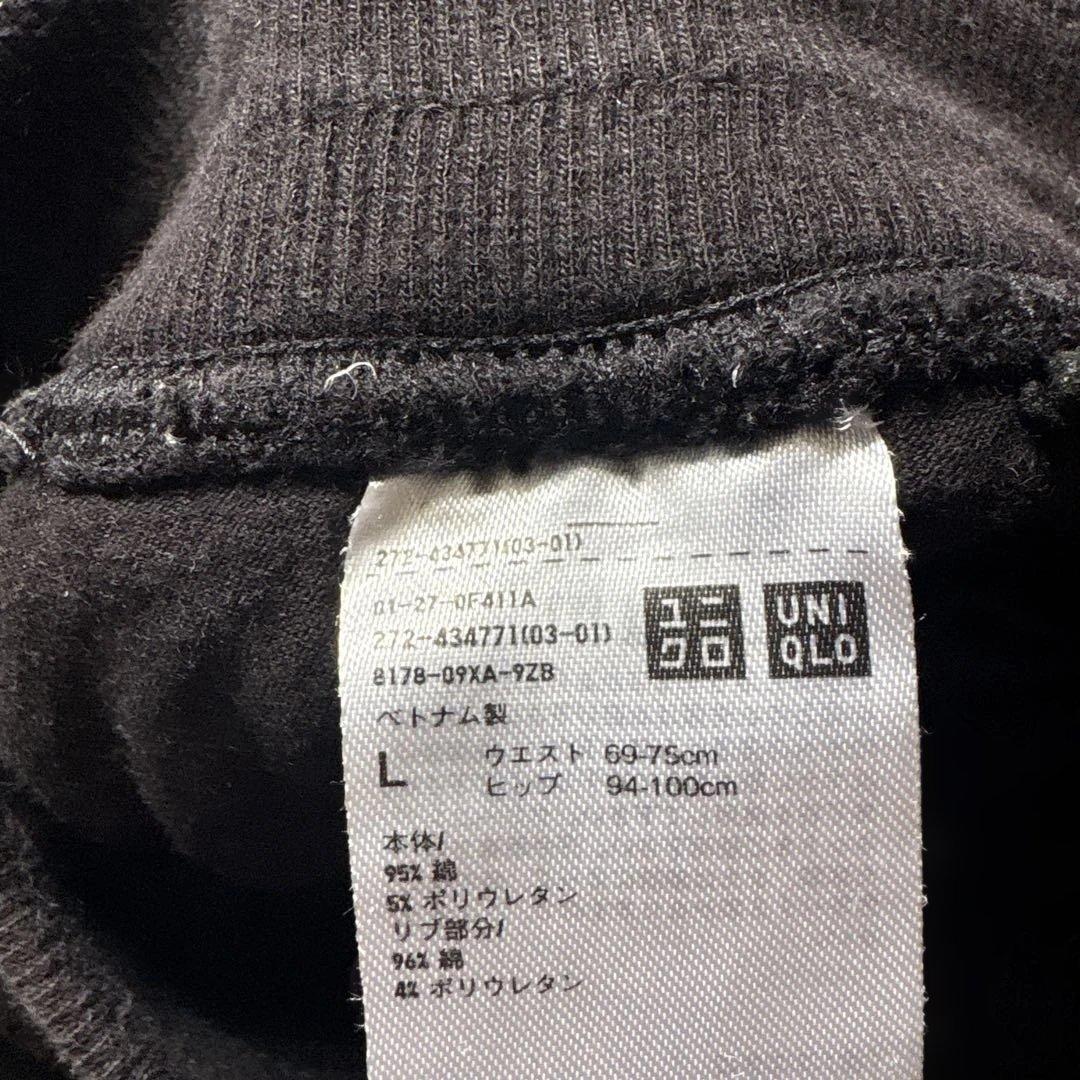 272-434771(03-01)
01-27-0F411A
272-434771(03-01)
8178-09XA-9ZB
ユニクロ
UNIQLO
ベトナム製
L
ウエスト 69-75cm
ヒップ 94-100cm
本体/
95% 綿
5% ポリウレタン
リブ部分/
96% 綿
4% ポリウレタン